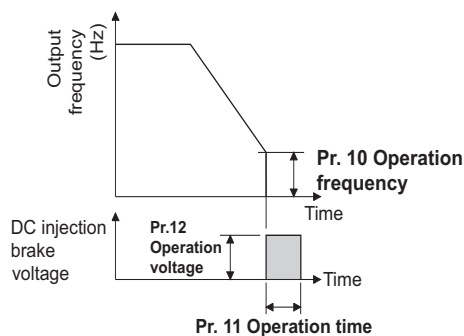 Output
frequency
(Hz)
Pr. 10 Operation
frequency
Time
DC injection
brake
voltage
Pr.12
Operation
voltage
Time
Pr. 11 Operation time